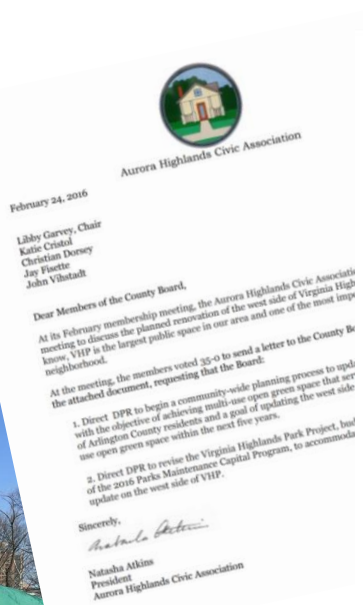 Aurora Highlands Civic Association
February 24, 2016
Libby Garvey, Chair
Katie Cristol
Christian Dorsey
Jay Fisette
John Vihstadt
Dear Members of the County Board,
At its February membership meeting, the Aurora Highlands Civic
meeting to discuss the planned renovation of the west side of Virginia
know, VHP is the largest public space in our area and one of the most
neighborhood.
At the meeting, the members voted 35-0 to send a letter to the County
the attached document, requesting that the Board:
1. Direct DPR to begin a community-wide planning process to
with the objective of achieving multi-use open green space that
of Arlington County residents and a goal of updating the west side
use open green space within the next five years.
2. Direct DPR to revise the Virginia Highlands Park Project,
of the 2016 Parks Maintenance Capital Program, to
update on the west side of VHP.
Sincerely,
Natasha Atkins
Natasha Atkins
President
Aurora Highlands Civic Association